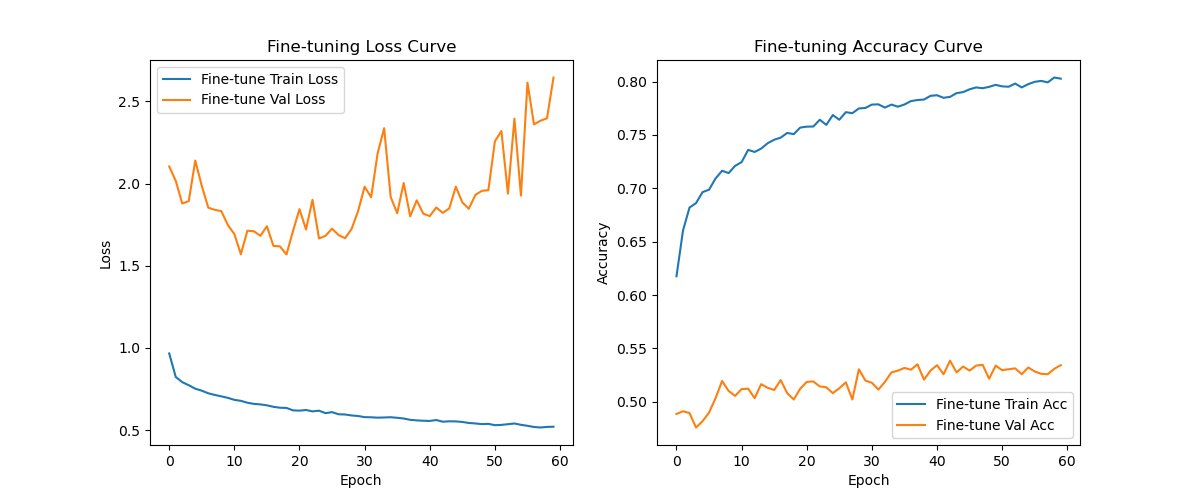 Fine-tuning Loss Curve
Fine-tune Train Loss
Fine-tune Val Loss
2.5
2.0
1.5
1.0
0.5
Loss
0 10 20 30 40 50 60
Epoch
Fine-tuning Accuracy Curve
0.80
0.75
0.70
0.65
0.60
0.55
0.50
Accuracy
Fine-tune Train Acc
Fine-tune Val Acc
0 10 20 30 40 50 60
Epoch